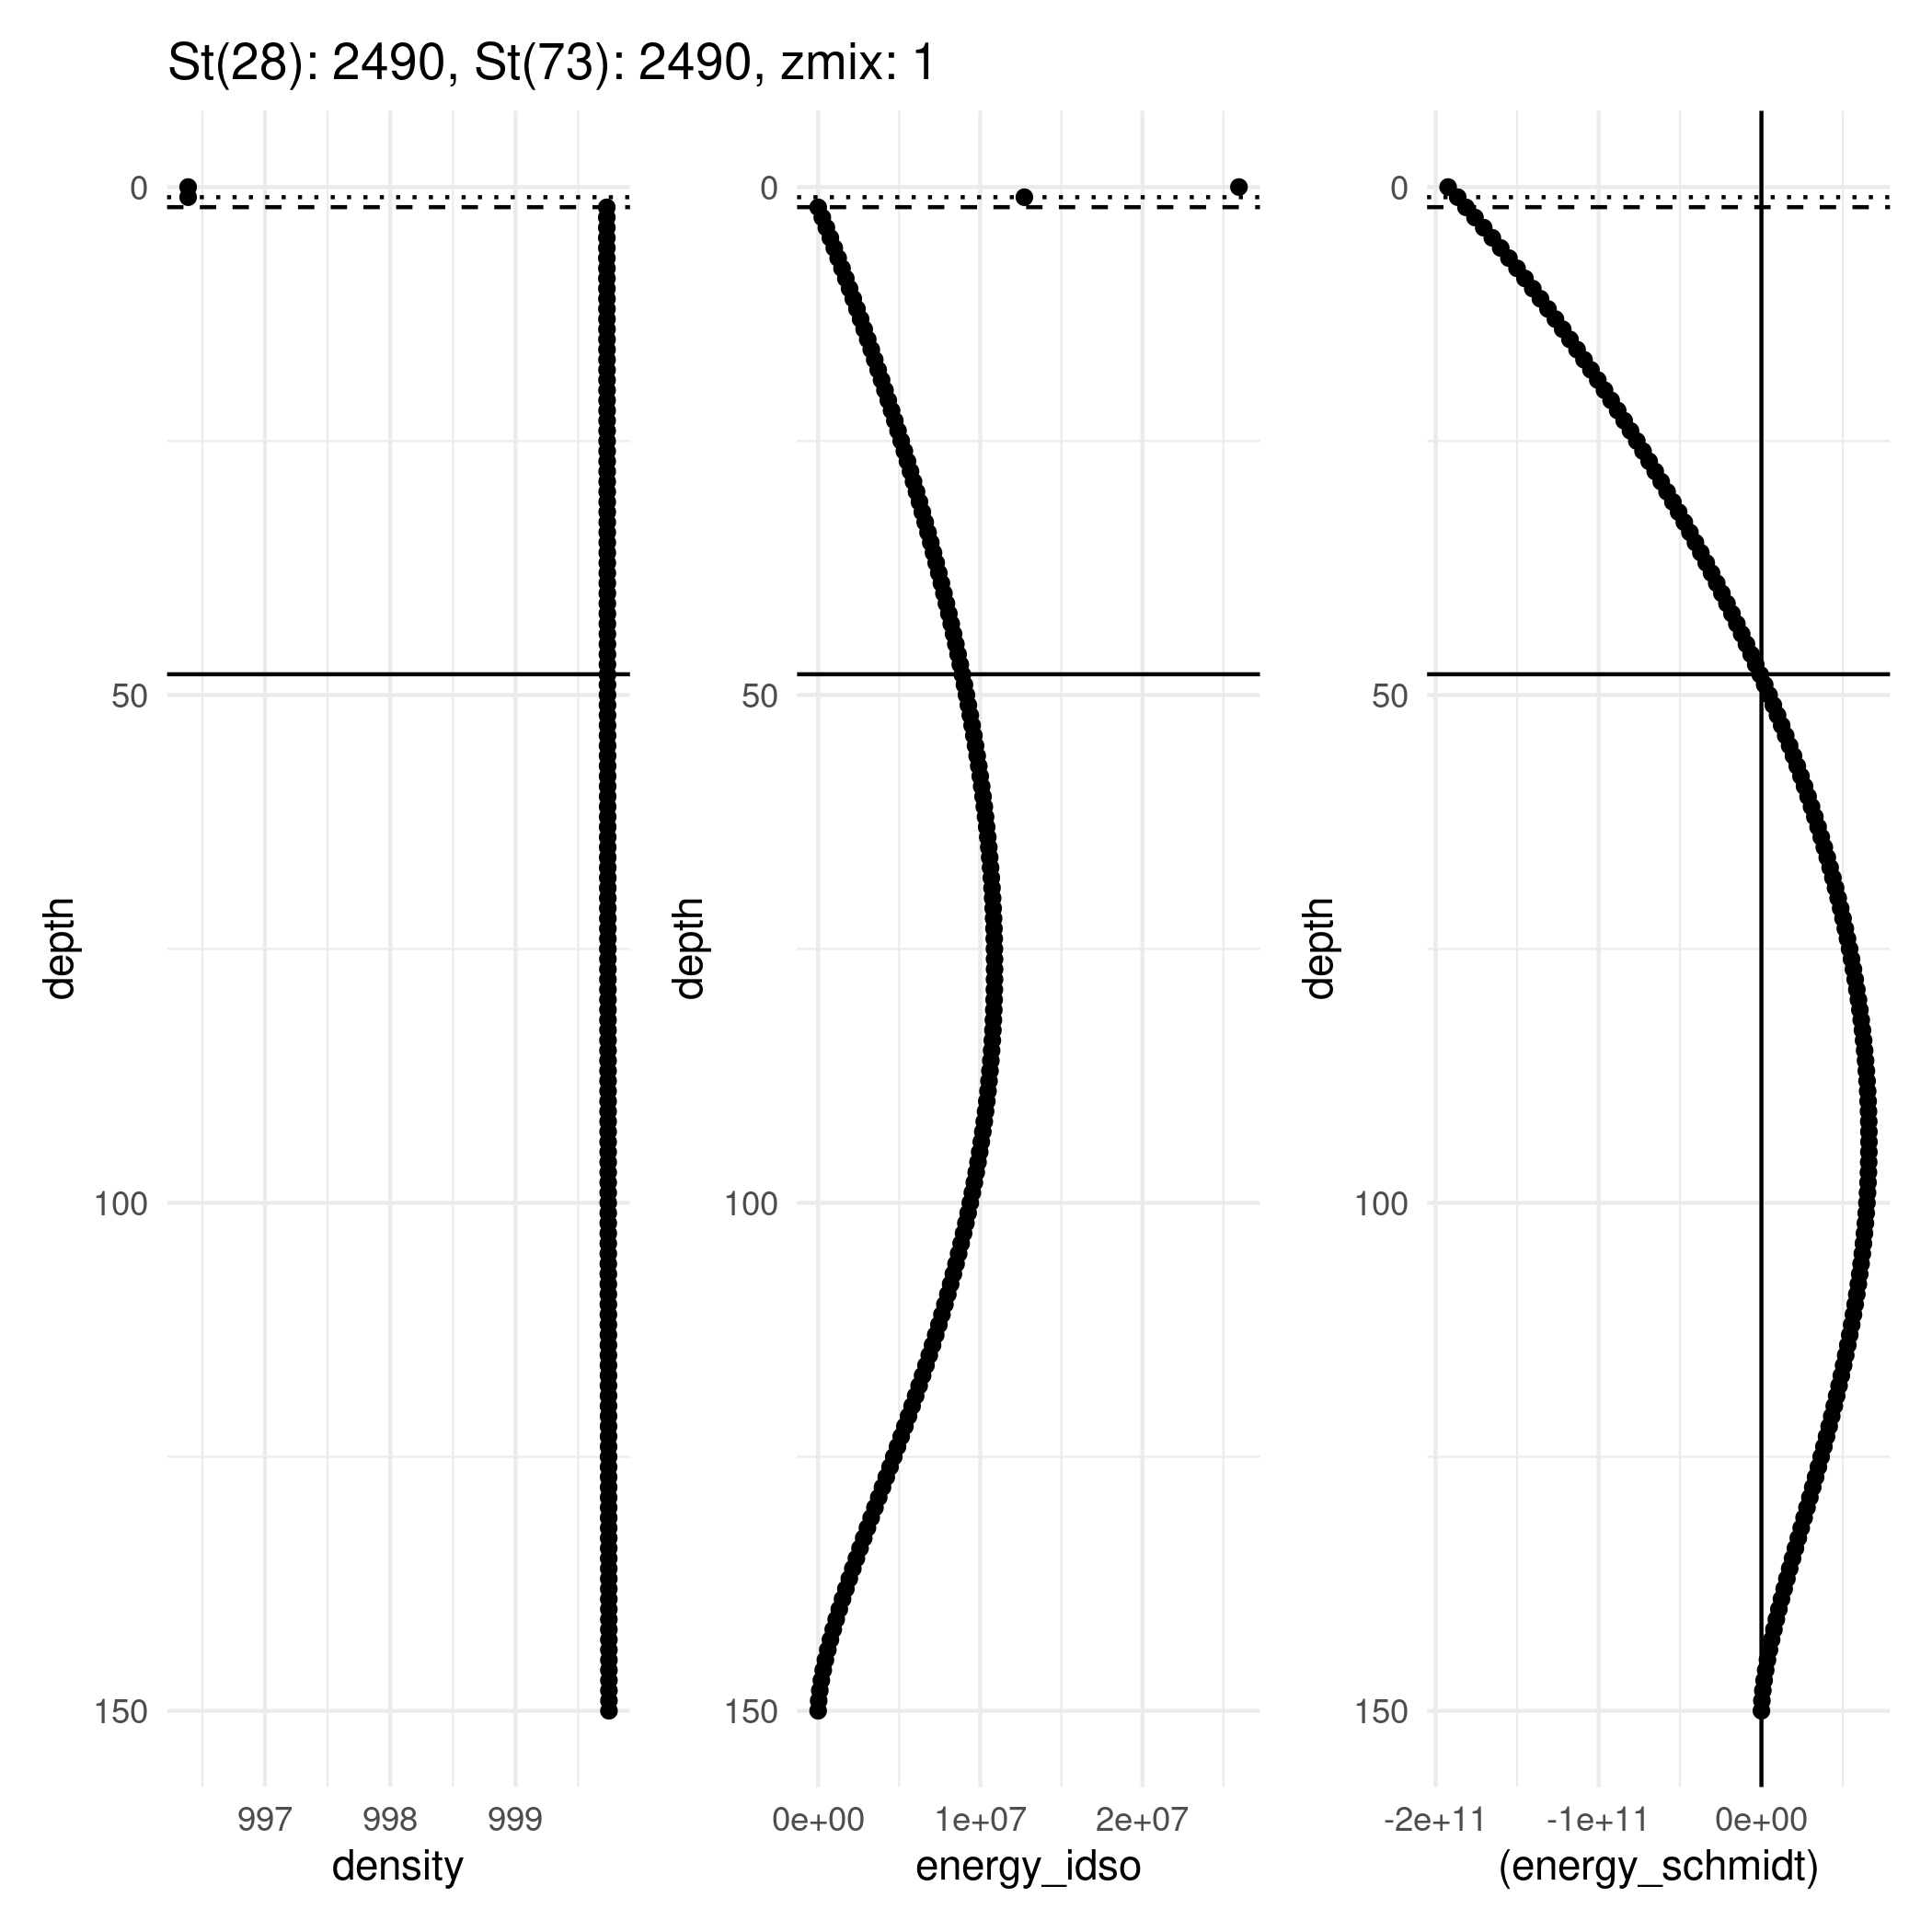 St(28): 2490, St(73): 2490, zmix: 1
0
50
100
150
depth
997
998
999
density
0
50
100
150
depth
0e+00
1e+07
2e+07
energy_idso
0
50
100
150
depth
-2e+11
-1e+11
0e+00
(energy_schmidt)